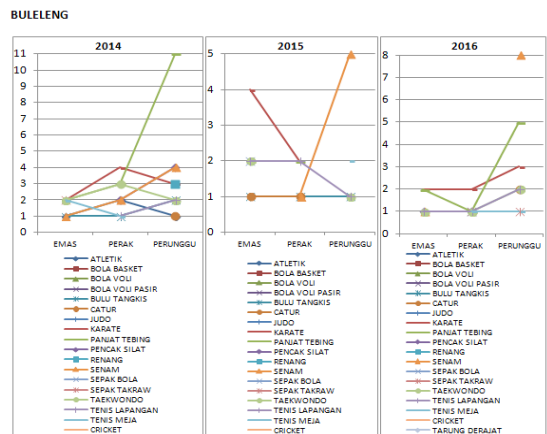 BULELENG
2014
11
10
9
8
7
6
5
4
3
2
1
0
EMAS PERAK PERUNGGU
ATLETIK
BOLA BASKET
BOLA VOLI
BOLA VOLI PASIR
BULU TANGKIS
CATUR
JUDO
KARATE
PANJAT TEBING
PENCAK SILAT
RENANG
SENAM
SEPAK BOLA
SEPAK TAKRAW
TAEKWONDO
TENIS LAPANGAN
TENIS MEJA
CRICKET
2015
5
4
3
2
1
0
EMAS PERAK PERUNGGU
ATLETIK
BOLA BASKET
BOLA VOLI
BOLA VOLI PASIR
BULU TANGKIS
CATUR
JUDO
KARATE
PANJAT TEBING
PENCAK SILAT
RENANG
SENAM
SEPAK BOLA
SEPAK TAKRAW
TAEKWONDO
TENIS LAPANGAN
TENIS MEJA
CRICKET
2016
8
7
6
5
4
3
2
1
0
EMAS PERAK PERUNGGU
ATLETIK
BOLA BASKET
BOLA VOLI
BOLA VOLI PASIR
BULU TANGKIS
CATUR
JUDO
KARATE
PANJAT TEBING
PENCAK SILAT
RENANG
SENAM
SEPAK BOLA
SEPAK TAKRAW
TAEKWONDO
TENIS LAPANGAN
TENIS MEJA
CRICKET
TARUNG DERAJAT